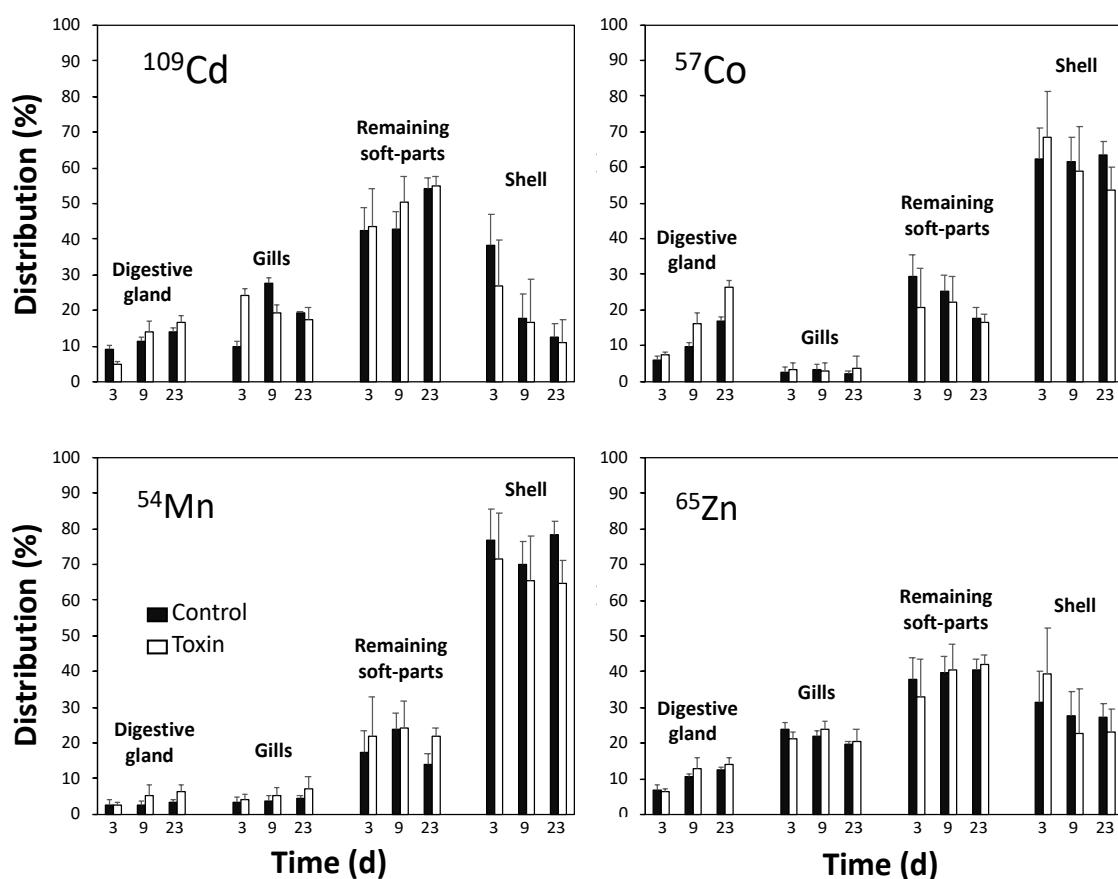 100
90
80
70
60
50
40
30
20
10
0
Distribution (%)
¹⁰⁹Cd
Digestive
gland
Gills
Remaining
soft-parts
Shell
3 9 23 3 9 23 3 9 23 3 9 23
100
90
80
70
60
50
40
30
20
10
0
⁵⁷Co
Digestive
gland
Gills
Remaining
soft-parts
Shell
3 9 23 3 9 23 3 9 23 3 9 23
100
90
80
70
60
50
40
30
20
10
0
Distribution (%)
⁵⁴Mn
Control
Toxin
Digestive
gland
Gills
Remaining
soft-parts
Shell
3 9 23 3 9 23 3 9 23 3 9 23
Time (d)
100
90
80
70
60
50
40
30
20
10
0
⁶⁵Zn
Digestive
gland
Gills
Remaining
soft-parts
Shell
3 9 23 3 9 23 3 9 23 3 9 23
Time (d)